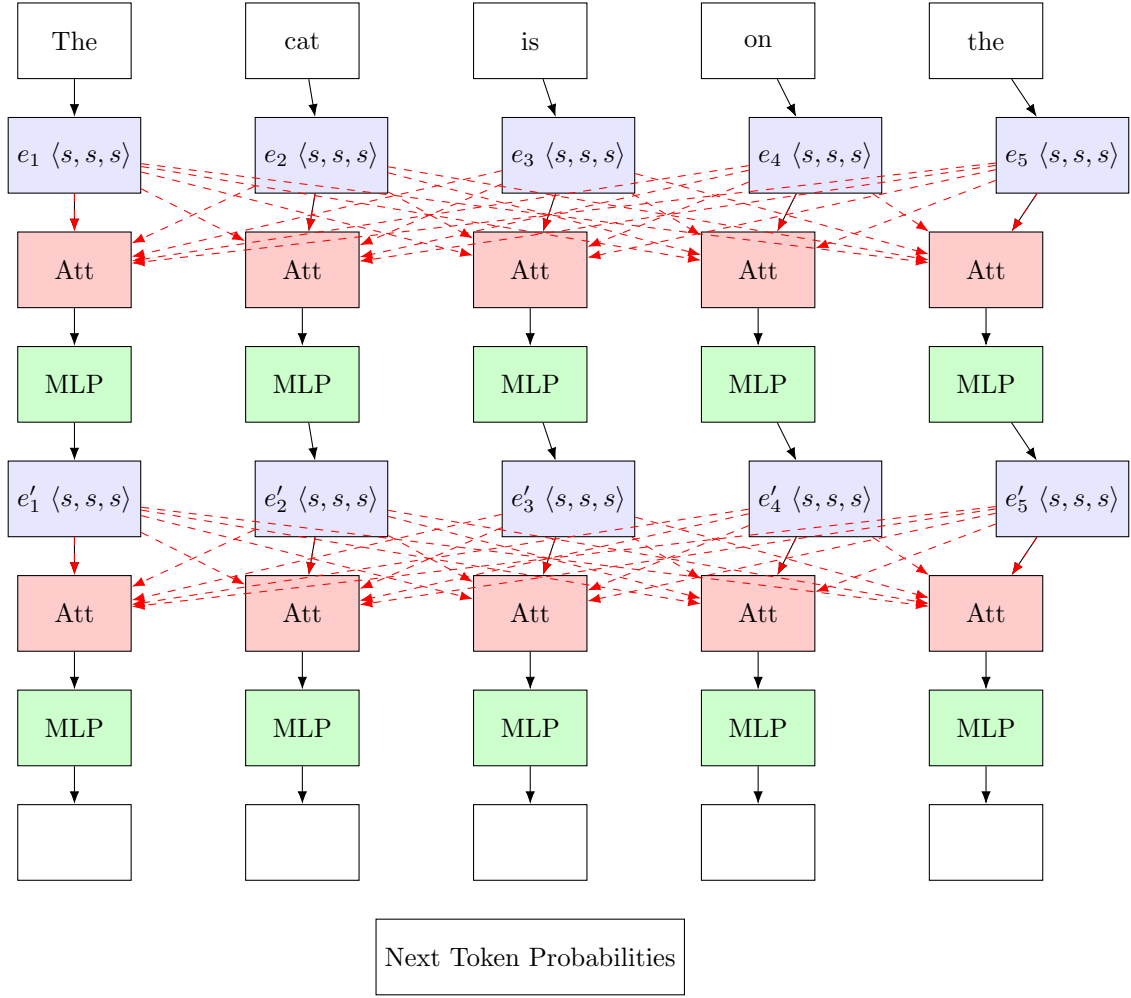 The cat is on the
e₁ ⟨s, s, s⟩ e₂ ⟨s, s, s⟩ e₃ ⟨s, s, s⟩ e₄ ⟨s, s, s⟩ e₅ ⟨s, s, s⟩
Att Att Att Att Att
MLP MLP MLP MLP MLP
e′₁ ⟨s, s, s⟩ e′₂ ⟨s, s, s⟩ e′₃ ⟨s, s, s⟩ e′₄ ⟨s, s, s⟩ e′₅ ⟨s, s, s⟩
Att Att Att Att Att
MLP MLP MLP MLP MLP
Next Token Probabilities